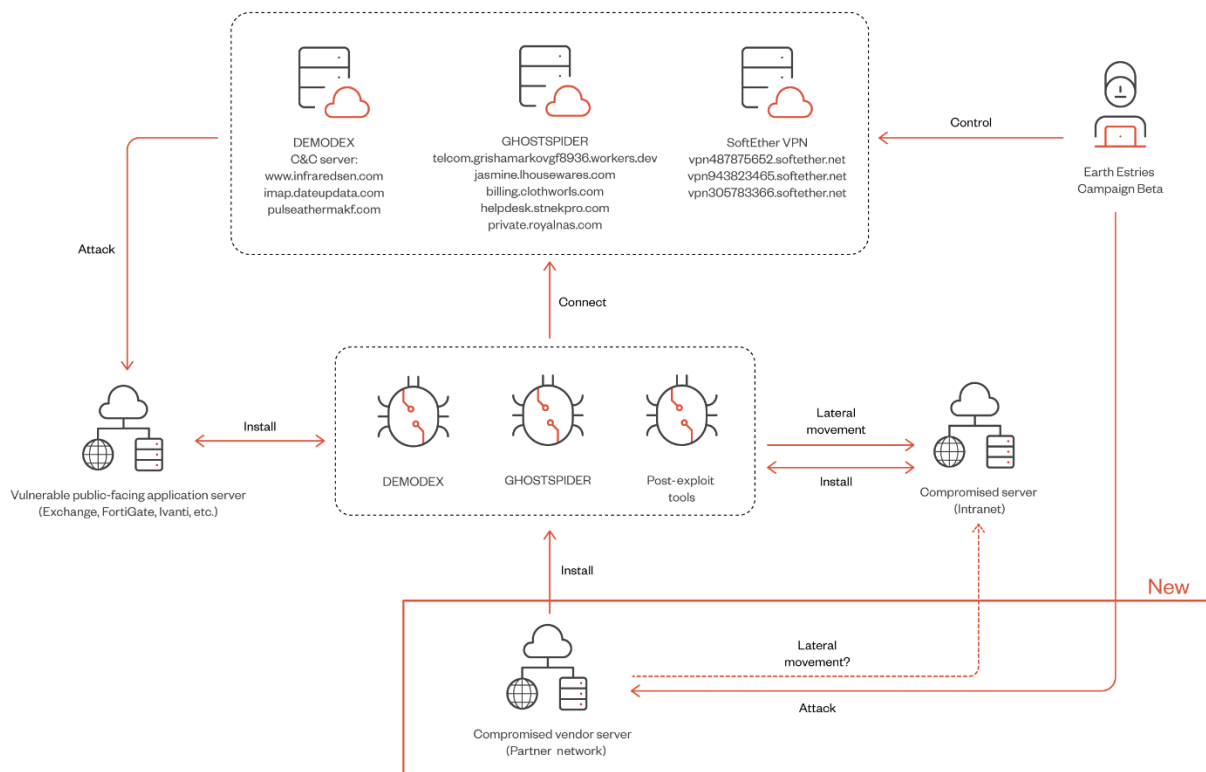 DEMODEX
C&C server:
www.infraredsen.com
imap.dateupdata.com
pulseathermakf.com
GHOSTSPIDER
telcom.grishamarkovgf8936.workers.dev
jasmine.lhousewares.com
billing.clothworls.com
helpdesk.stnekpro.com
private.royalnas.com
SoftEther VPN
vpn487875652.softether.net
vpn943823465.softether.net
vpn305783366.softether.net
Control
Earth Estries
Campaign Beta
Attack
Connect
Vulnerable public-facing application server
(Exchange, FortiGate, Ivanti, etc.)
Install
DEMODEX
GHOSTSPIDER
Post-exploit
tools
Lateral
movement
Install
Compromised server
(Intranet)
Install
New
Compromised vendor server
(Partner network)
Lateral
movement?
Attack